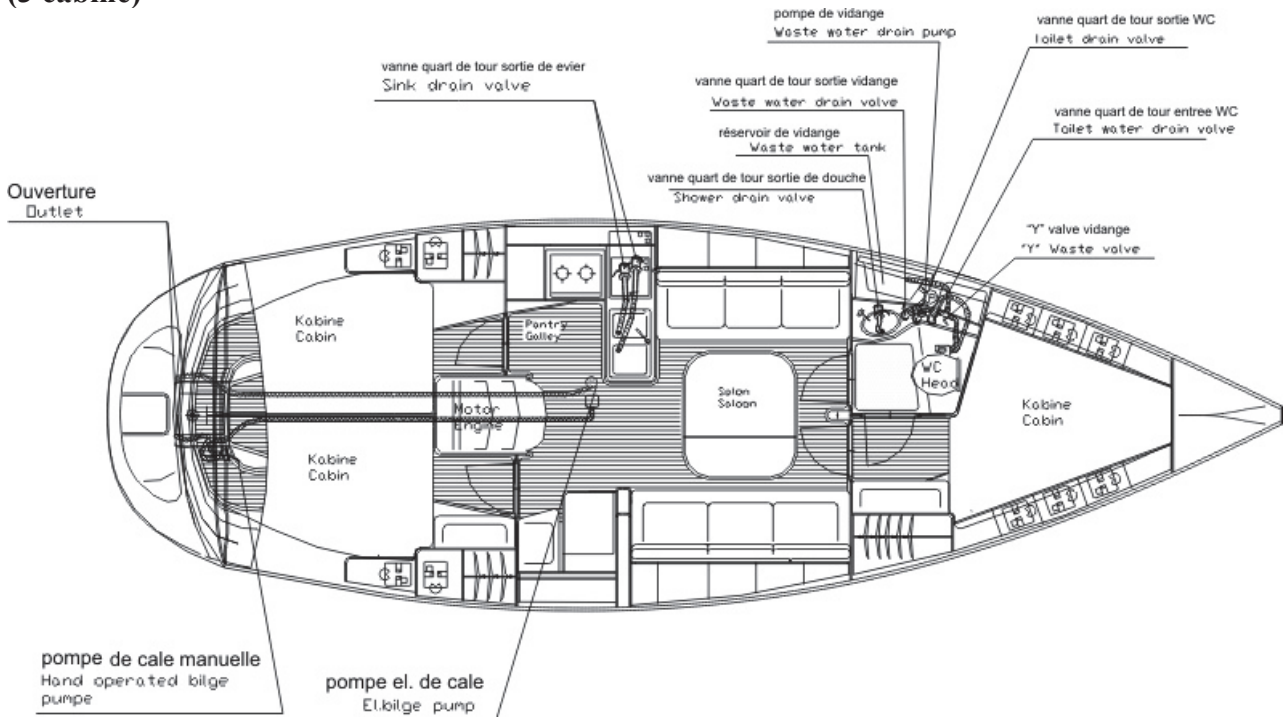 pompe de vidange
Waste water drain pump
vanne quart de tour sortie WC
Toilet drain valve
vanne quart de tour sortie de evier
Sink drain valve
vanne quart de tour sortie vidange
Waste water drain valve
vanne quart de tour entree WC
Toilet water drain valve
réservoir de vidange
Waste water tank
vanne quart de tour sortie de douche
Shower drain valve
Ouverture
Outlet
"Y" valve vidange
"Y" Waste valve
Kabine
Cabin
Pantry
Galley
WC
Head
Salon
Saloon
Kabine
Cabin
Motor
Engine
Kabine
Cabin
pompe de cale manuelle
Hand operated bilge
pumpe
pompe el. de cale
El.bilge pump